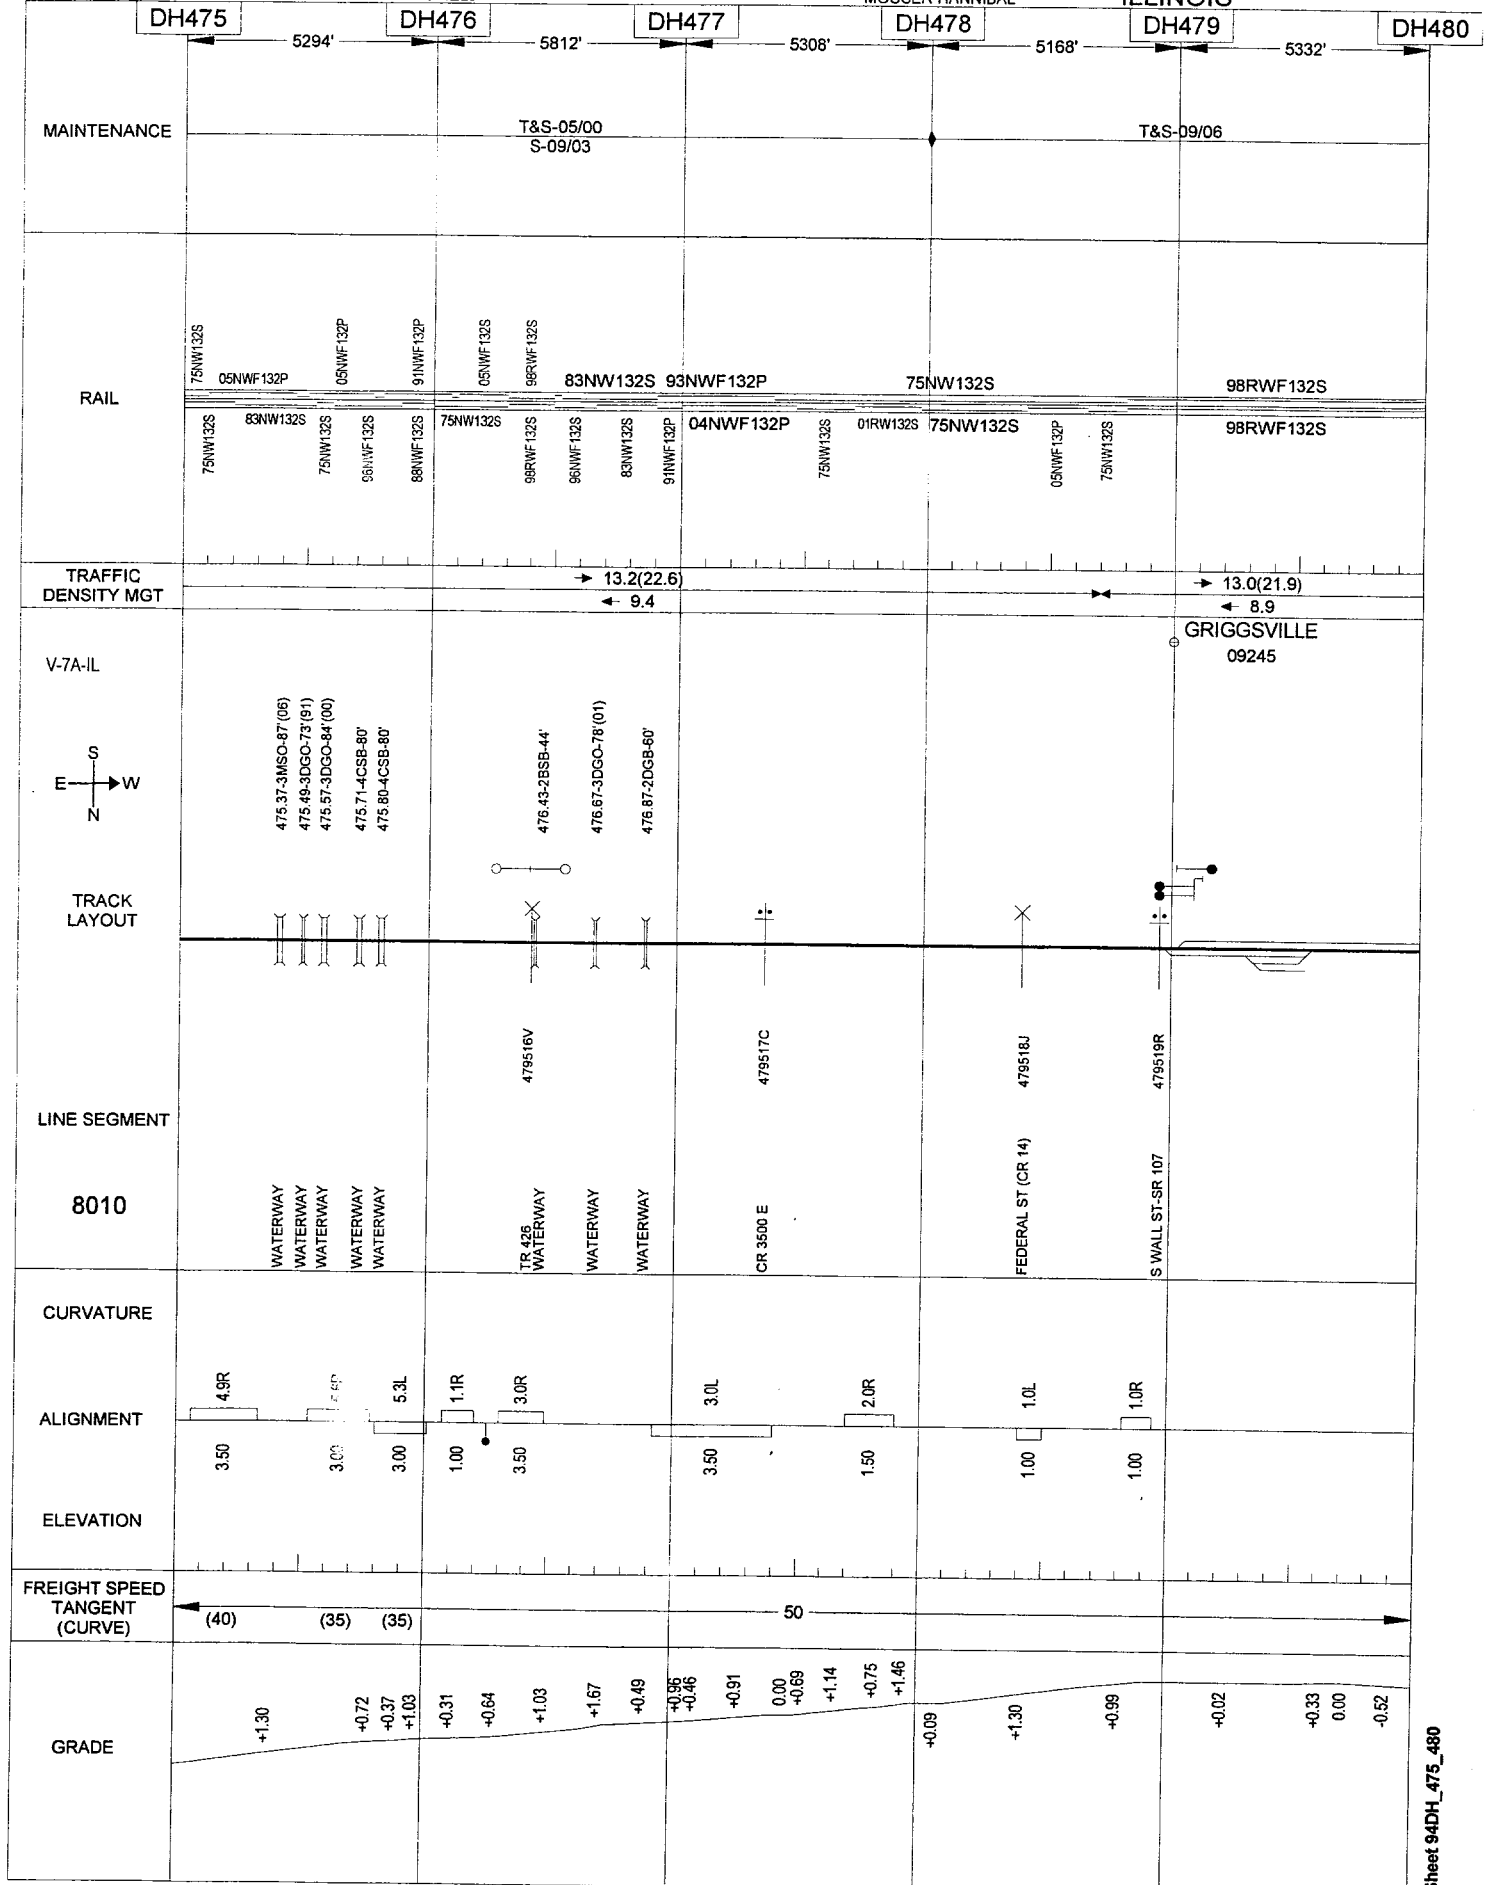 ILLINOIS
DH475 DH476 DH477 DH478 DH479 DH480
5294' 5812' 5308' 5168' 5332'
MAINTENANCE
T&S-05/00
S-09/03
T&S-09/06
RAIL
75NW132S
05NWF132P
05NWF132P
91NWF132P
05NWF132S
98RWF132S
83NW132S 93NWF132P
75NW132S
98RWF132S
75NW132S
83NW132S
75NW132S
96NWF132S
88NWF132S
75NW132S
98RWF132S
96NWF132S
83NW132S
91NWF132P
04NWF132P
75NW132S
01RW132S
75NW132S
05NWF132P
75NW132S
98RWF132S
TRAFFIC
DENSITY MGT
13.2(22.6)
9.4
13.0(21.9)
8.9
GRIGGSVILLE
09245
V-7A-IL
S
E W
N
475.37-3MSO-87'(06)
475.49-3DGO-73'(91)
475.57-3DGO-84'(00)
475.71-4CSB-80'
475.80-4CSB-80'
476.43-2BSB-44'
476.67-3DGO-78'(01)
476.87-2DGB-60'
TRACK
LAYOUT
479516V
479517C
479518J
479519R
LINE SEGMENT
8010
WATERWAY
WATERWAY
WATERWAY
WATERWAY
WATERWAY
TR 426
WATERWAY
WATERWAY
WATERWAY
CR 3500 E
FEDERAL ST (CR 14)
S WALL ST-SR 107
CURVATURE
ALIGNMENT
4.9R
5.3L
1.1R
3.0R
3.0L
2.0R
1.0L
1.0R
3.50
3.00
3.00
1.00
3.50
3.50
1.50
1.00
1.00
ELEVATION
FREIGHT SPEED
TANGENT
(CURVE)
(40) (35) (35)
50
GRADE
+1.30
+0.72
+0.37
+1.03
+0.31
+0.64
+1.03
+1.67
+0.49
+0.96
+0.46
+0.91
0.00
+0.69
+1.14
+0.75
+1.46
+0.09
+1.30
+0.99
+0.02
+0.33
0.00
-0.52
Sheet 94DH_475_480